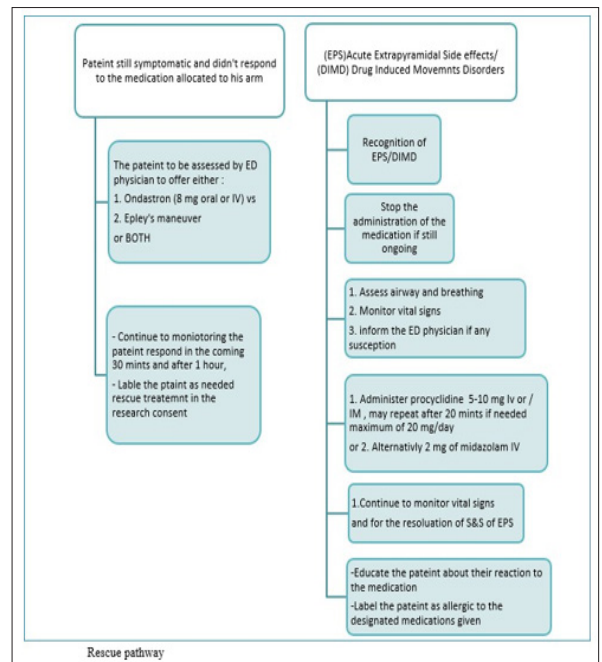 Pateint still symptomatic and didn't respond
to the medication allocated to his arm
The pateint to be assessed by ED
physician to offer either :
1. Ondastron (8 mg oral or IV) vs
2. Epley's maneuver
or BOTH
- Continue to moniotoring the
pateint respond in the coming
30 mints and after 1 hour,
- Lable the ptaint as needed
rescue treatemnt in the
research consent
(EPS)Acute Extrapyramidal Side effects/
(DIMD) Drug Induced Movemnts Disorders
Recognition of
EPS/DIMD
Stop the
administration of the
medication if still
ongoing
1. Assess airway and breathing
2. Monitor vital signs
3. inform the ED physician if any
susception
1. Administer procyclidine 5-10 mg Iv or /
IM , may repeat after 20 mints if needed
maximum of 20 mg/day
or 2. Alternativly 2 mg of midazolam IV
1.Continue to monitor vital signs
and for the resoluation of S&S of EPS
-Educate the pateint about their reaction to
the medication
-Label the pateint as allergic to the
designated medications given
Rescue pathway